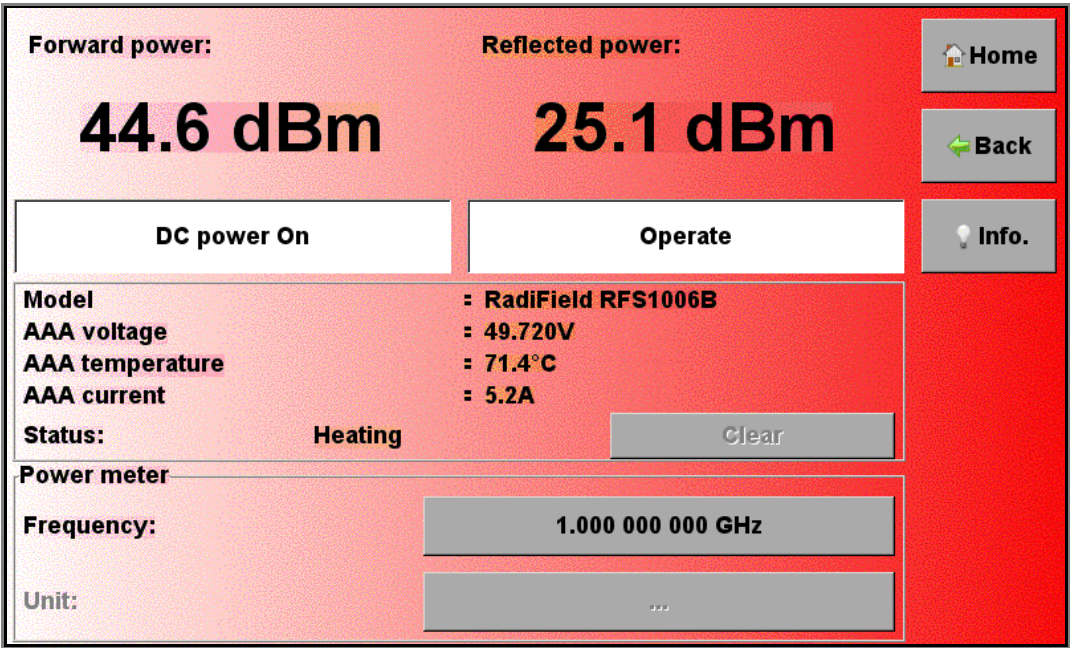 Forward power: Reflected power:
44.6 dBm 25.1 dBm
Home
Back
Info.
DC power On Operate
Model : RadiField RFS1006B
AAA voltage : 49.720V
AAA temperature : 71.4°C
AAA current : 5.2A
Status: Heating Clear
Power meter
Frequency: 1.000 000 000 GHz
Unit: ...